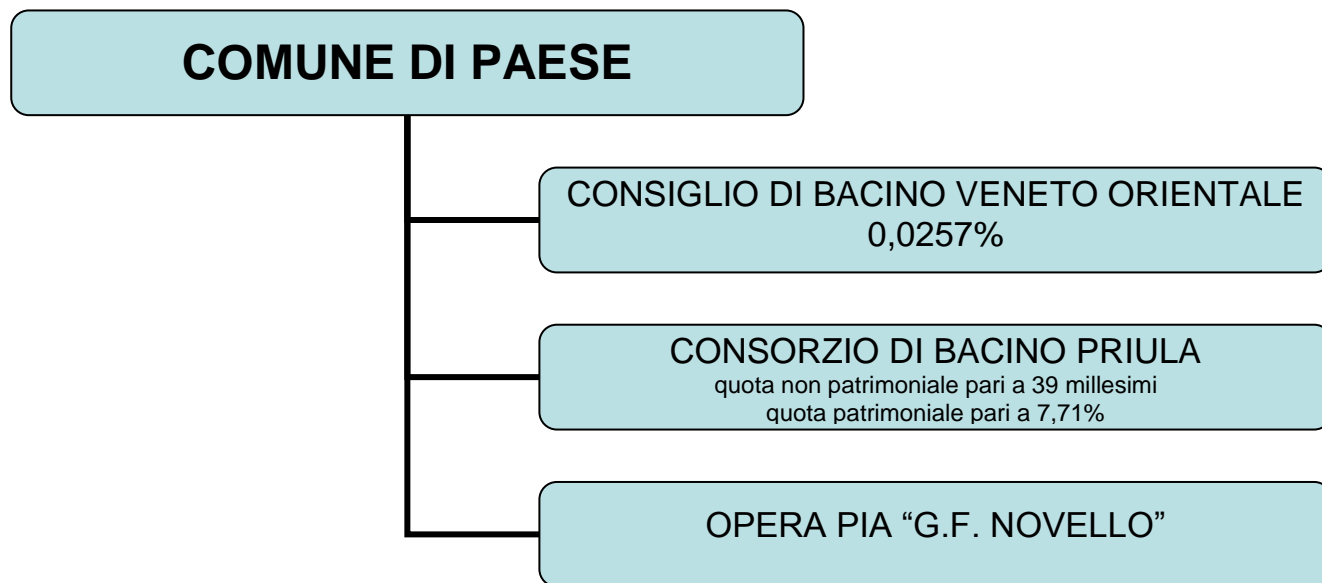 COMUNE DI PAESE
CONSIGLIO DI BACINO VENETO ORIENTALE
0,0257%
CONSORZIO DI BACINO PRIULA
quota non patrimoniale pari a 39 millesimi
quota patrimoniale pari a 7,71%
OPERA PIA “G.F. NOVELLO”